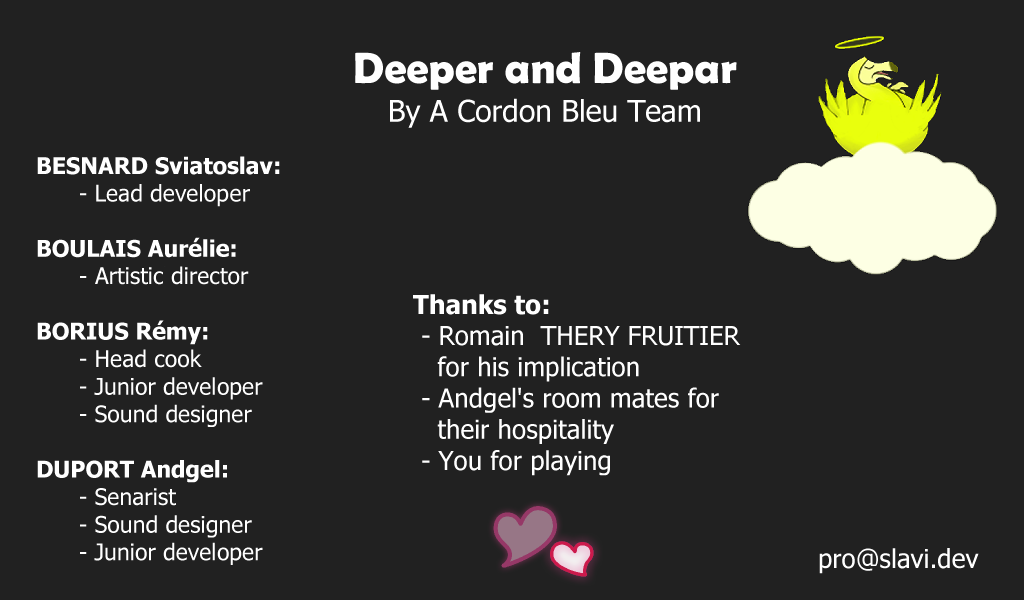 Deeper and Deepar
By A Cordon Bleu Team
BESNARD Sviatoslav:
- Lead developer
BOULAIS Aurélie:
- Artistic director
BORIUS Rémy:
- Head cook
- Junior developer
- Sound designer
DUPORT Andgel:
- Senarist
- Sound designer
- Junior developer
Thanks to:
- Romain  THERY FRUITIER
for his implication
- Andgel's room mates for
their hospitality
- You for playing
pro@slavi.dev